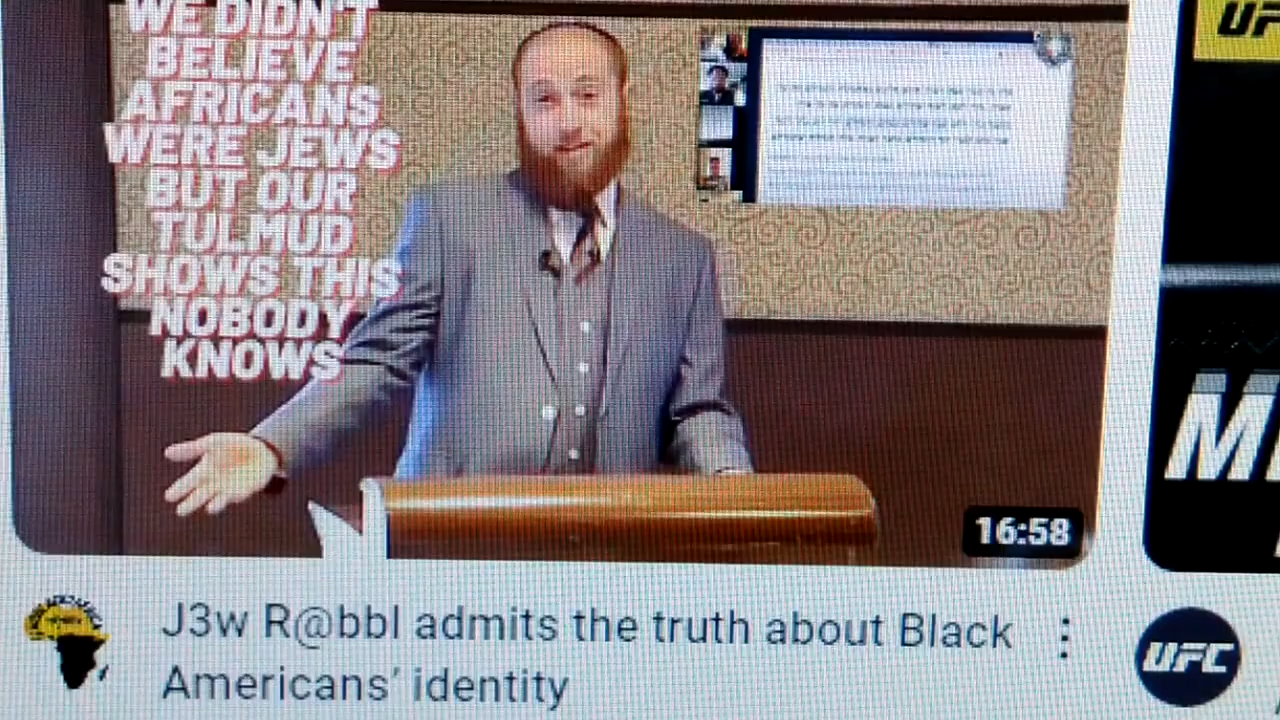 WE DIDN'T
BELIEVE
AFRICANS
WERE JEWS
BUT OUR
TULMUD
SHOWS THIS
NOBODY
KNOWS
16:58
J3w R@bbl admits the truth about Black
Americans' identity
UF
M
UFC